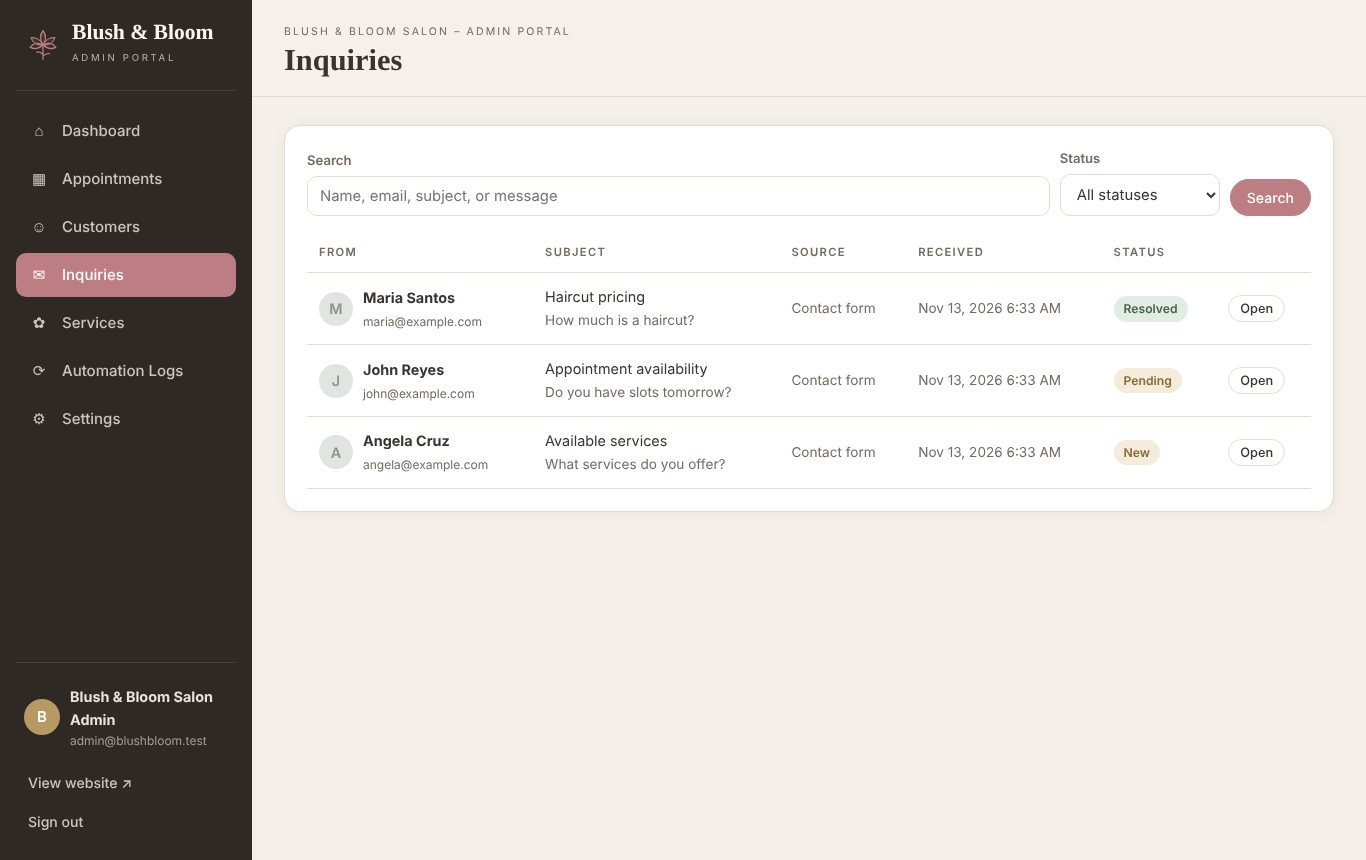 Blush & Bloom
ADMIN PORTAL
Dashboard
Appointments
Customers
Inquiries
Services
Automation Logs
Settings
B
Blush & Bloom Salon
Admin
admin@blushbloom.test
View website ↗
Sign out
BLUSH & BLOOM SALON – ADMIN PORTAL
Inquiries
Search
Status
Name, email, subject, or message
All statuses
Search
FROM SUBJECT SOURCE RECEIVED STATUS
M Maria Santos Haircut pricing Contact form Nov 13, 2026 6:33 AM Resolved Open
maria@example.com How much is a haircut?
J John Reyes Appointment availability Contact form Nov 13, 2026 6:33 AM Pending Open
john@example.com Do you have slots tomorrow?
A Angela Cruz Available services Contact form Nov 13, 2026 6:33 AM New Open
angela@example.com What services do you offer?